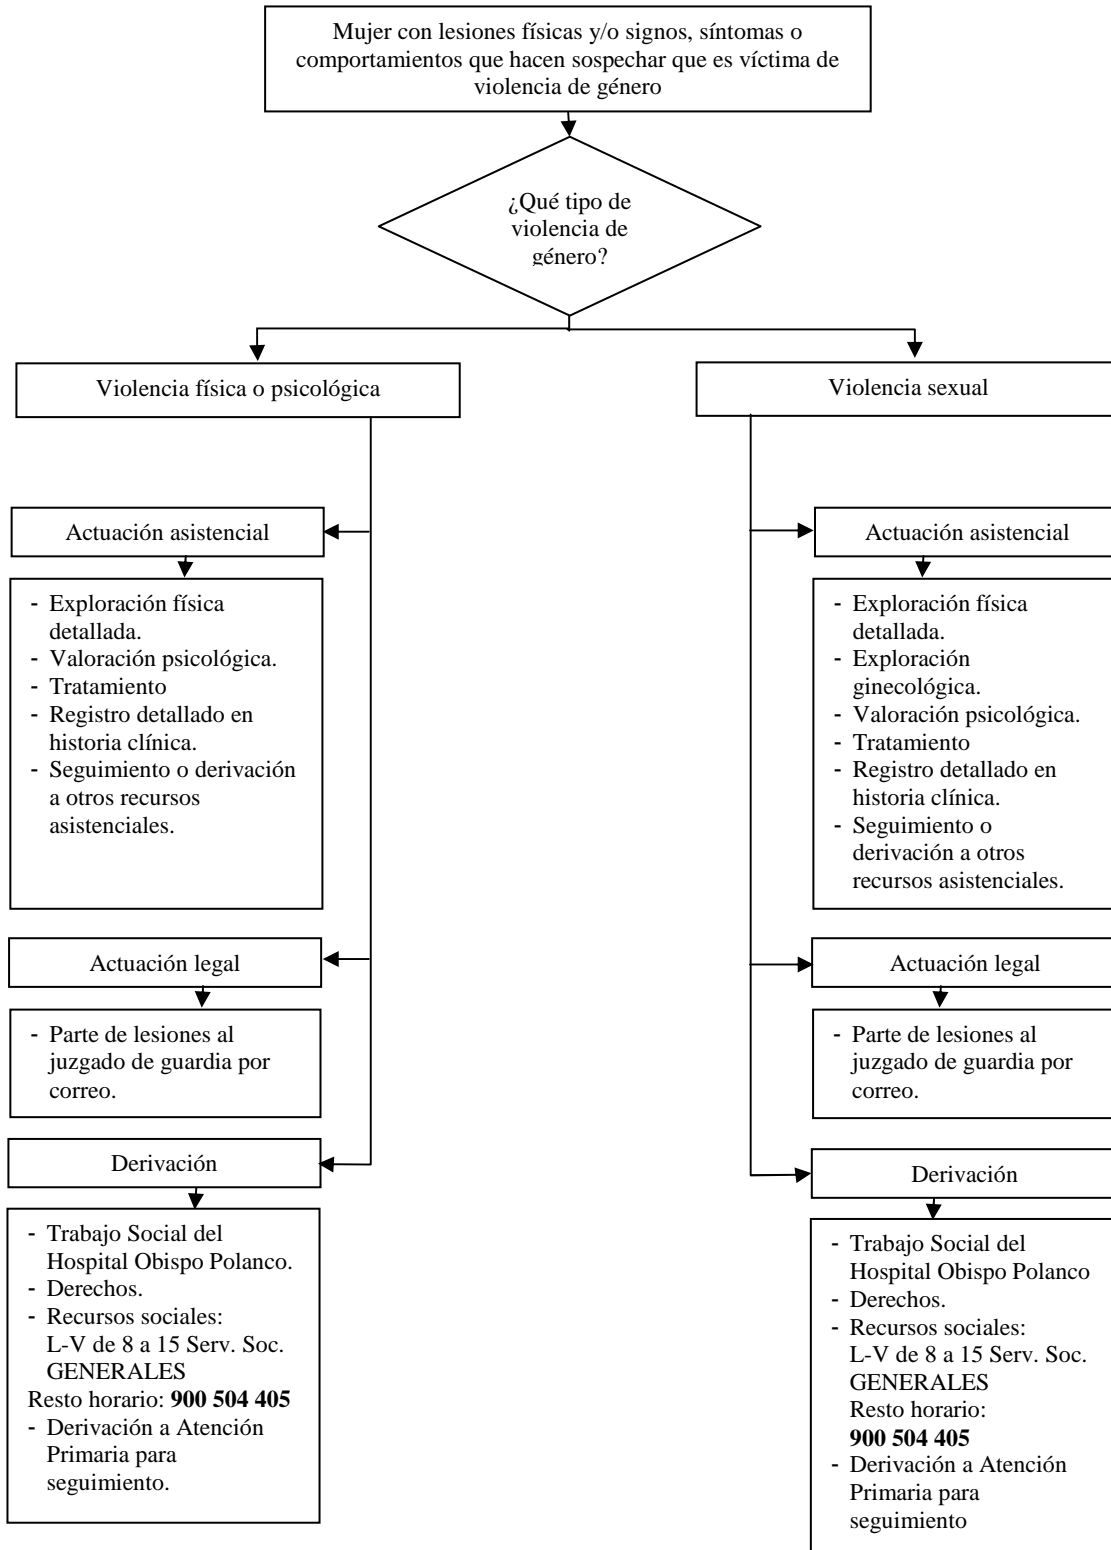 Mujer con lesiones físicas y/o signos, síntomas o
comportamientos que hacen sospechar que es víctima de
violencia de género
¿Qué tipo de
violencia de
género?
Violencia física o psicológica
Actuación asistencial
- Exploración física
detallada.
- Valoración psicológica.
- Tratamiento
- Registro detallado en
historia clínica.
- Seguimiento o derivación
a otros recursos
asistenciales.
Actuación legal
- Parte de lesiones al
juzgado de guardia por
correo.
Derivación
- Trabajo Social del
Hospital Obispo Polanco.
- Derechos.
- Recursos sociales:
L-V de 8 a 15 Serv. Soc.
GENERALES
Resto horario: 900 504 405
- Derivación a Atención
Primaria para
seguimiento.
Violencia sexual
Actuación asistencial
- Exploración física
detallada.
- Exploración
ginecológica.
- Valoración psicológica.
- Tratamiento
- Registro detallado en
historia clínica.
- Seguimiento o
derivación a otros
recursos asistenciales.
Actuación legal
- Parte de lesiones al
juzgado de guardia por
correo.
Derivación
- Trabajo Social del
Hospital Obispo Polanco
- Derechos.
- Recursos sociales:
L-V de 8 a 15 Serv. Soc.
GENERALES
Resto horario:
900 504 405
- Derivación a Atención
Primaria para
seguimiento